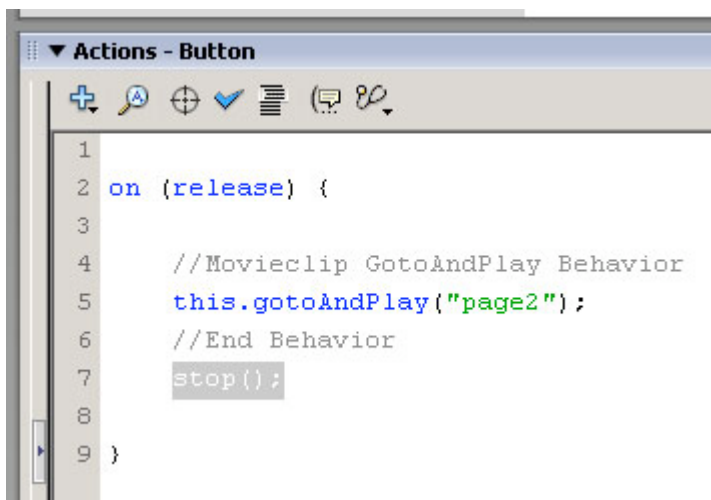 Actions - Button
1
2 on (release) {
3
4 //Movieclip GotoAndPlay Behavior
5 this.gotoAndPlay("page2");
6 //End Behavior
7 stop();
8
9 }